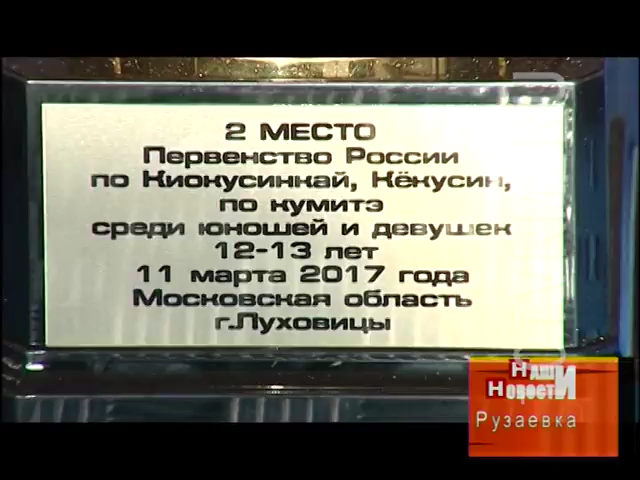 2 МЕСТО
Первенство России
по Киокусинкай, Кёкусин,
по кумитэ
среди юношей и девушек
12-13 лет
11 марта 2017 года
Московская область
г.Луховицы
Наши
Новости
Рузаевка